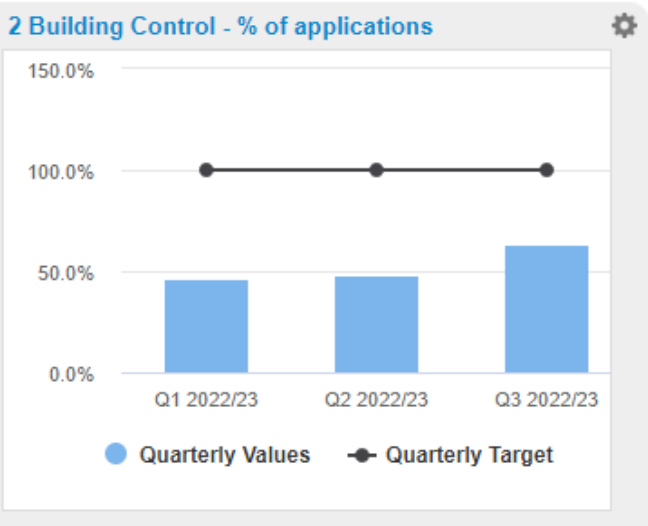 2 Building Control - % of applications
150.0%
100.0%
50.0%
0.0%
Q1 2022/23 Q2 2022/23 Q3 2022/23
Quarterly Values Quarterly Target